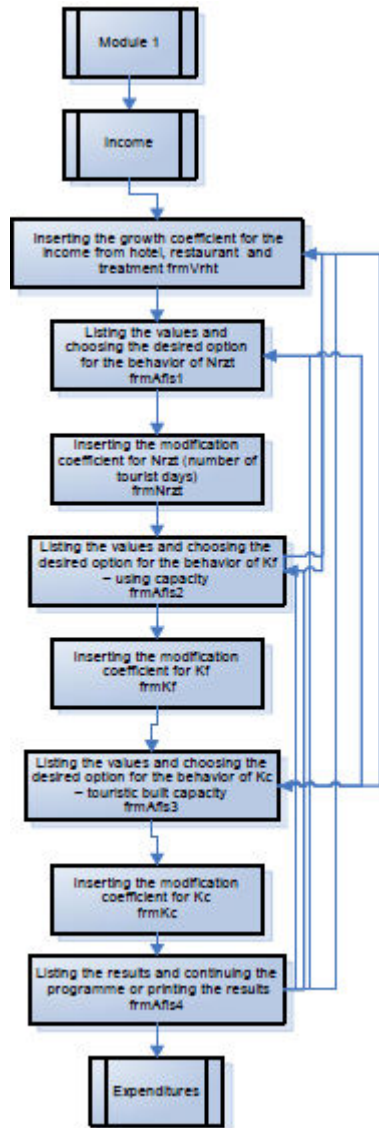 Module 1
Income
Inserting the growth coefficient for the
income from hotel, restaurant and
treatment frmVrht
Listing the values and
choosing the desired option
for the behavior of Nrzt
frmAfis1
Inserting the modification
coefficient for Nrzt (number of
tourist days)
frmNrzt
Listing the values and choosing the
desired option for the behavior of Kf
– using capacity
frmAfis2
Inserting the modification
coefficient for Kf
frmKf
Listing the values and choosing the
desired option for the behavior of Kc
– touristic built capacity
frmAfis3
Inserting the modification
coefficient for Kc
frmKc
Listing the results and continuing the
programme or printing the results
frmAfis4
Expenditures